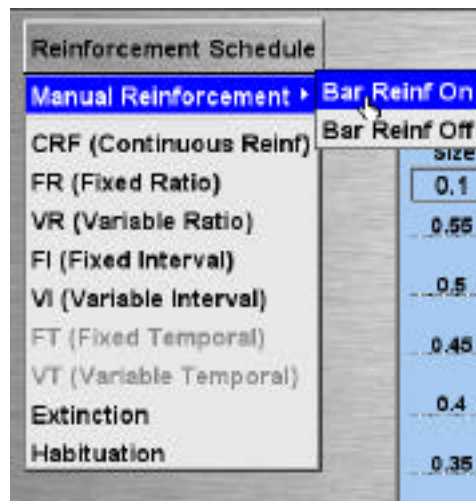 Reinforcement Schedule
Manual Reinforcement
Bar Reinf On
Bar Reinf Off
CRF (Continuous Reinf)
FR (Fixed Ratio)
VR (Variable Ratio)
FI (Fixed Interval)
VI (Variable Interval)
FT (Fixed Temporal)
VT (Variable Temporal)
Extinction
Habituation
Size
0.1
0.55
0.5
0.45
0.4
0.35